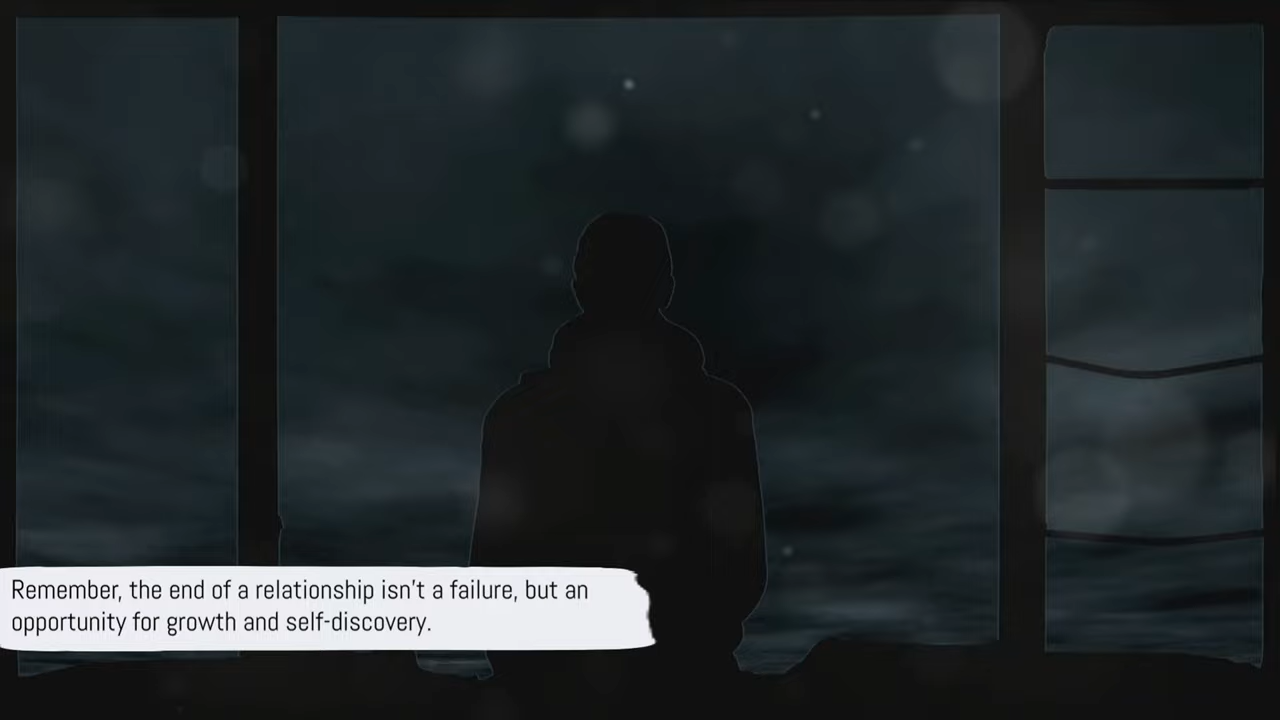 Remember, the end of a relationship isn't a failure, but an
opportunity for growth and self-discovery.